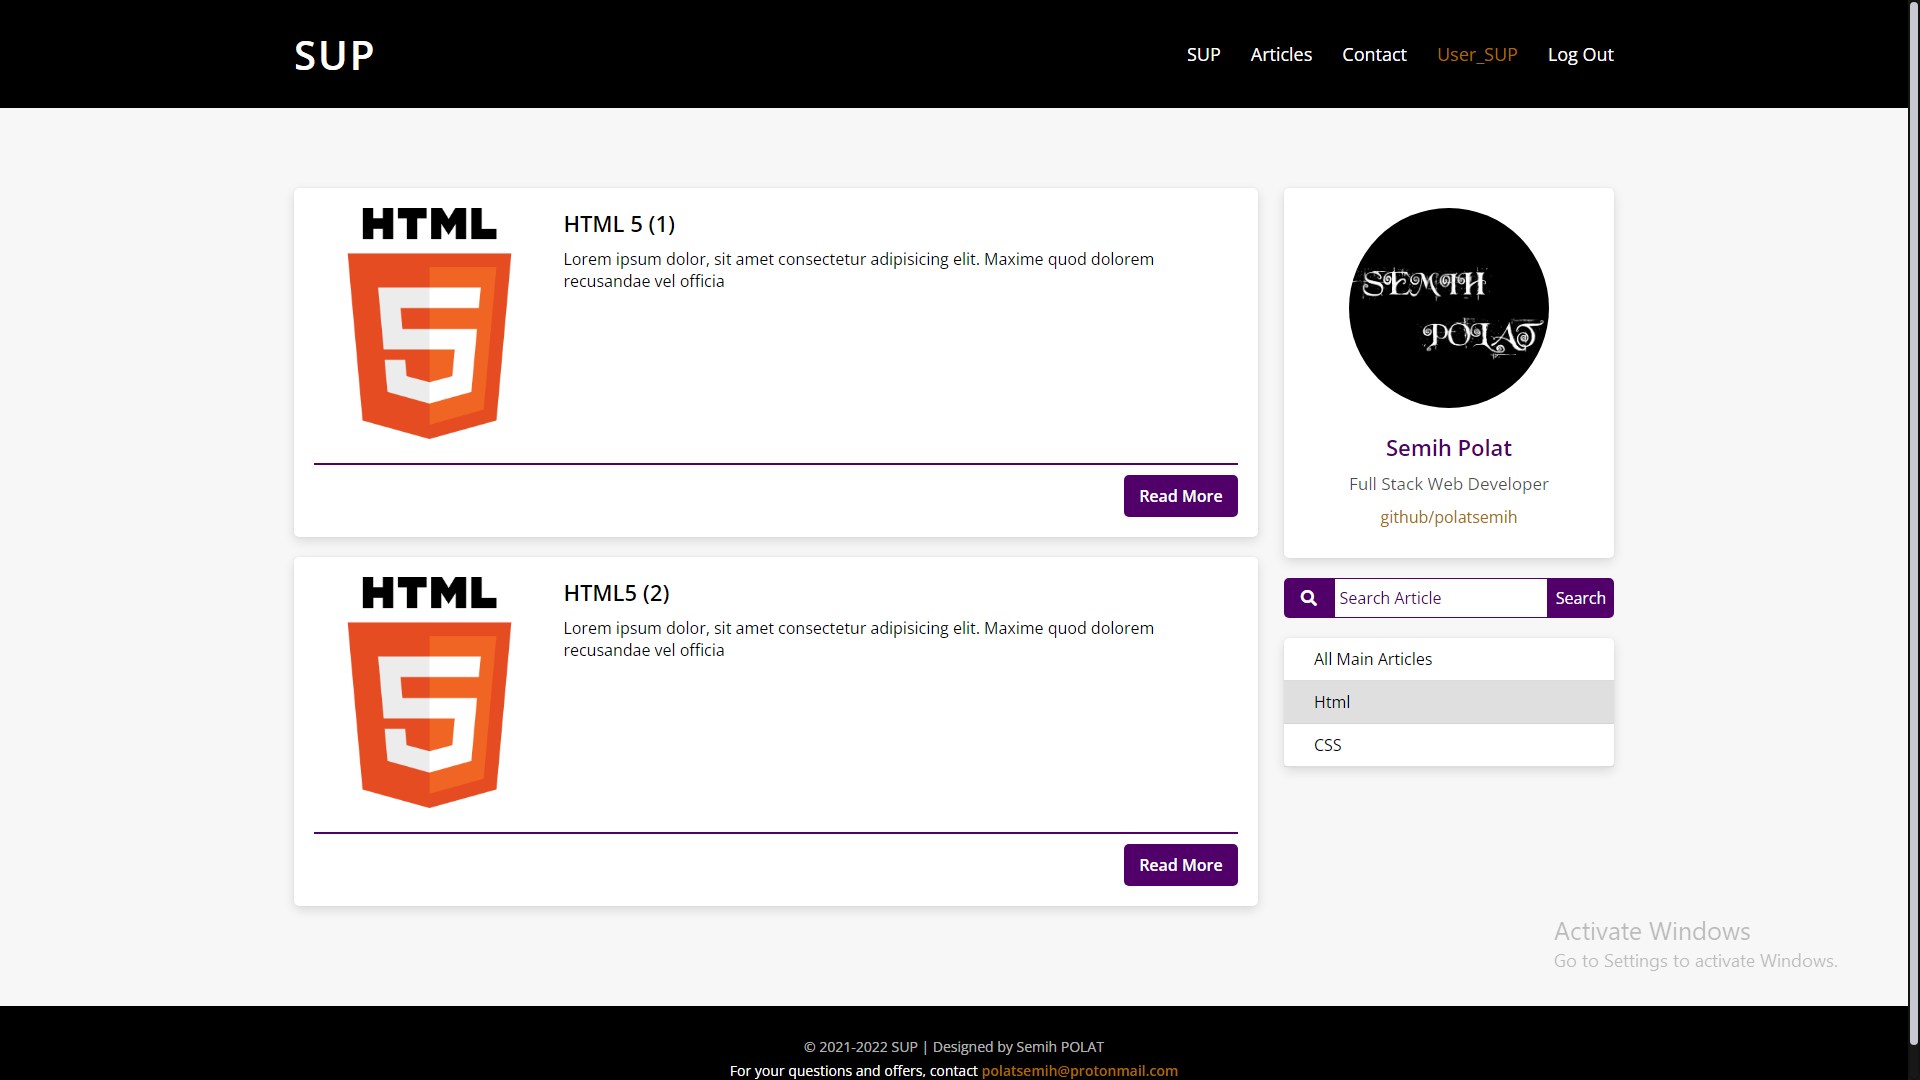 SUP
SUP Articles Contact User_SUP Log Out
HTML
5
HTML 5 (1)
Lorem ipsum dolor, sit amet consectetur adipisicing elit. Maxime quod dolorem
recusandae vel officia
Read More
HTML
5
HTML5 (2)
Lorem ipsum dolor, sit amet consectetur adipisicing elit. Maxime quod dolorem
recusandae vel officia
Read More
SEMIH
POLAT
Semih Polat
Full Stack Web Developer
github/polatsemih
Search Article Search
All Main Articles
Html
CSS
Activate Windows
Go to Settings to activate Windows.
© 2021-2022 SUP | Designed by Semih POLAT
For your questions and offers, contact polatsemih@protonmail.com